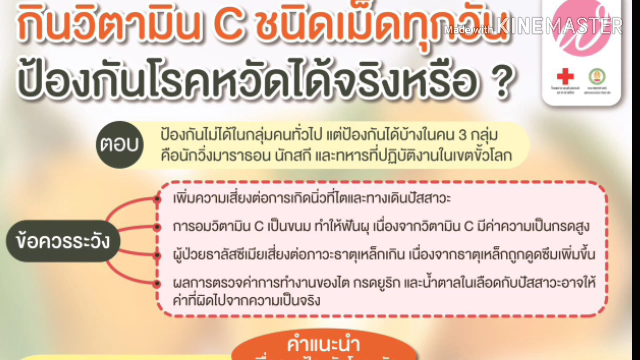 Made with KINEMASTER
กินวิตามิน C ชนิดเม็ดทุกวัน
ป้องกันโรคหวัดได้จริงหรือ ?
ตอบ
ป้องกันไม่ได้ในกลุ่มคนทั่วไป แต่ป้องกันได้บ้างในคน 3 กลุ่ม
คือนักวิ่งมาราธอน นักสกี และทหารที่ปฏิบัติงานในเขตขั้วโลก
ข้อควรระวัง
เพิ่มความเสี่ยงต่อการเกิดนิ่วที่ไตและทางเดินปัสสาวะ
การอมวิตามิน C เป็นขนม ทำให้ฟันผุ เนื่องจากวิตามิน C มีค่าความเป็นกรดสูง
ผู้ป่วยธาลัสซีเมียเสี่ยงต่อภาวะธาตุเหล็กเกิน เนื่องจากธาตุเหล็กถูกดูดซึมเพิ่มขึ้น
ผลการตรวจค่าการทำงานของไต กรดยูริก และน้ำตาลในเลือดกับปัสสาวะอาจให้
ค่าที่ผิดไปจากความเป็นจริง
คำแนะนำ